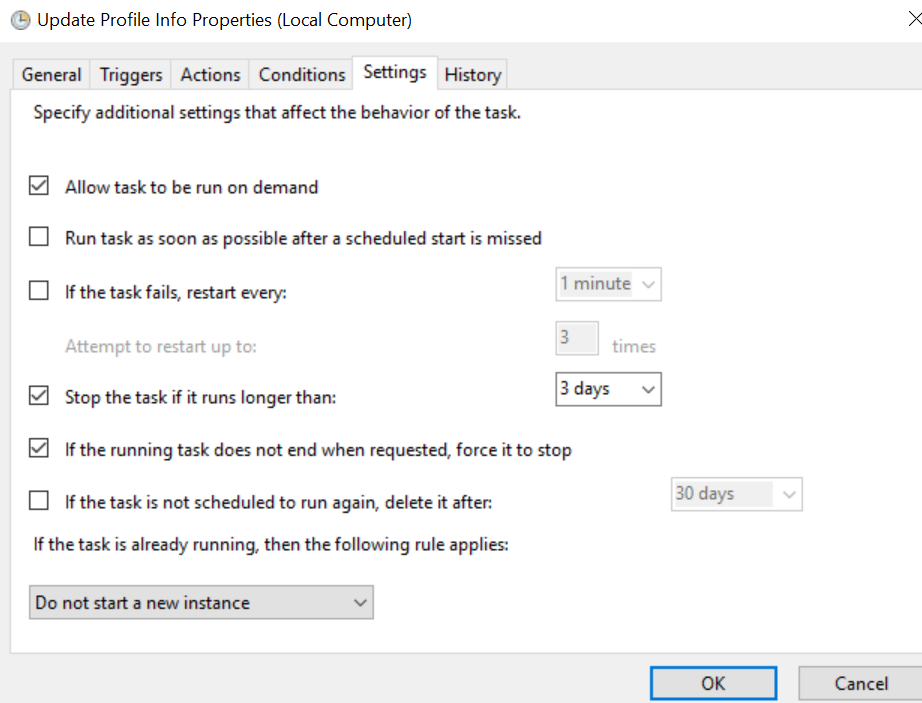 Update Profile Info Properties (Local Computer)
General Triggers Actions Conditions Settings History
Specify additional settings that affect the behavior of the task.
Allow task to be run on demand
Run task as soon as possible after a scheduled start is missed
If the task fails, restart every: 1 minute
Attempt to restart up to: 3 times
Stop the task if it runs longer than: 3 days
If the running task does not end when requested, force it to stop
If the task is not scheduled to run again, delete it after: 30 days
If the task is already running, then the following rule applies:
Do not start a new instance
OK Cancel